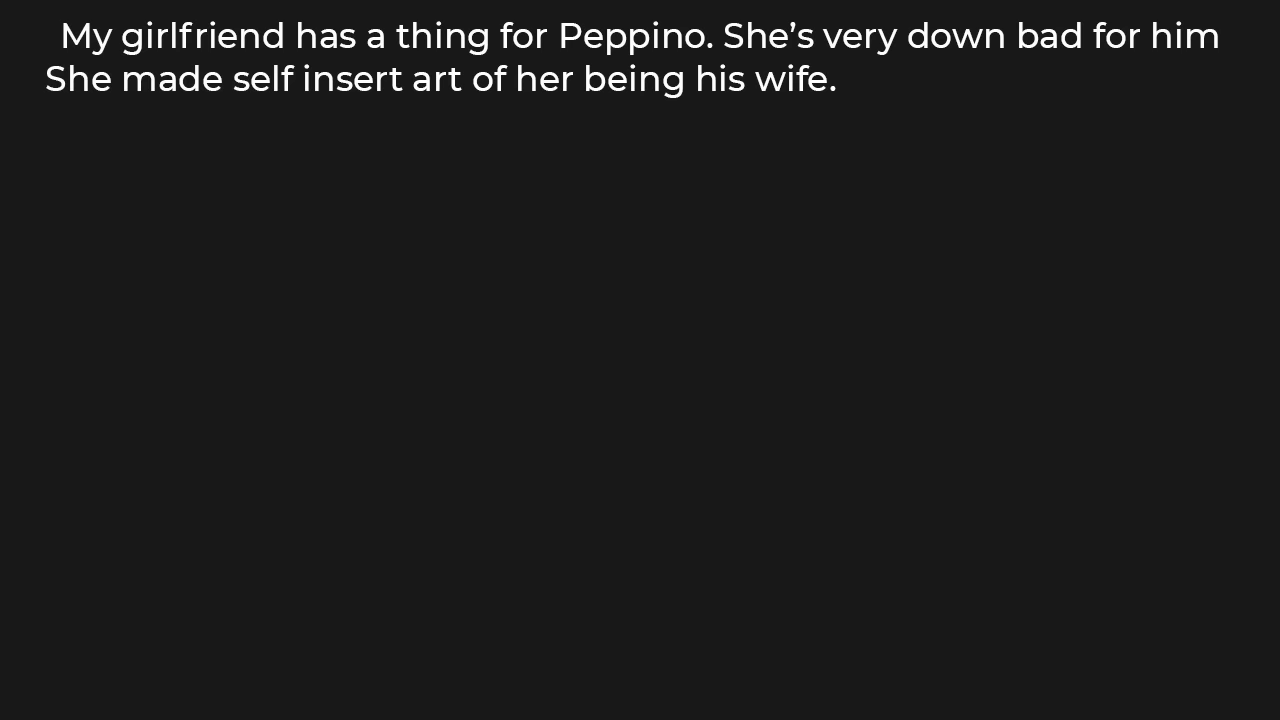 My girlfriend has a thing for Peppino. She’s very down bad for him
She made self insert art of her being his wife.